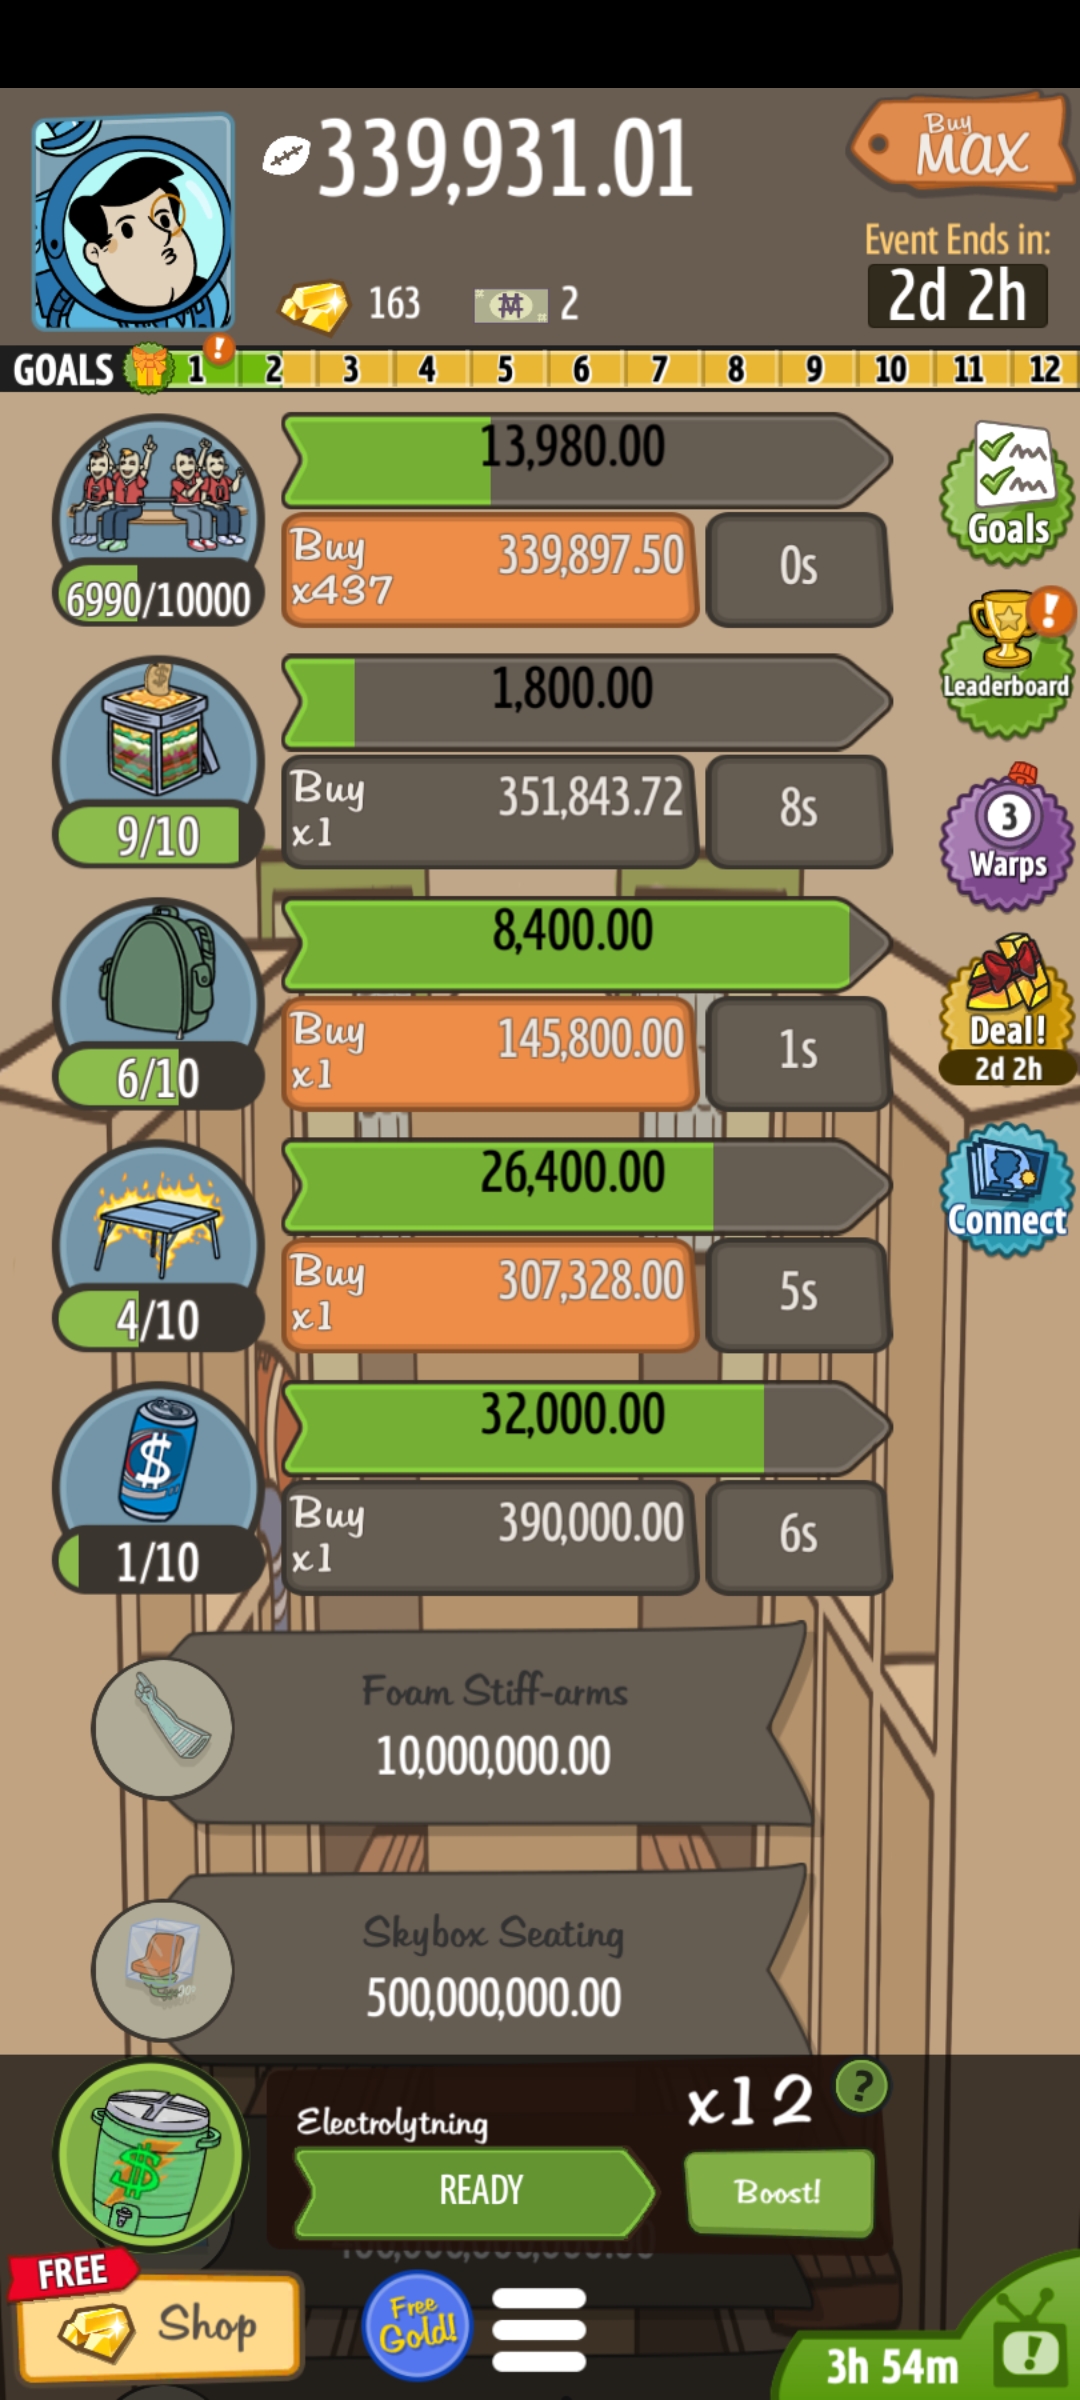 339,931.01
Buy
MAX
Event Ends in:
2d 2h
163
2
GOALS 1 ! 2 3 4 5 6 7 8 9 10 11 12
13,980.00
Buy
x437
339,897.50
0s
6990/10000
Goals
1,800.00
Buy
x1
351,843.72
8s
9/10
!
Leaderboard
8,400.00
Buy
x1
145,800.00
1s
6/10
3
Warps
Deal!
2d 2h
26,400.00
Buy
x1
307,328.00
5s
4/10
Connect
32,000.00
Buy
x1
390,000.00
6s
1/10
Foam Stiff-arms
10,000,000.00
Skybox Seating
500,000,000.00
Electrolytning
x12
?
READY
Boost!
FREE
Shop
Free
Gold!
3h 54m
!